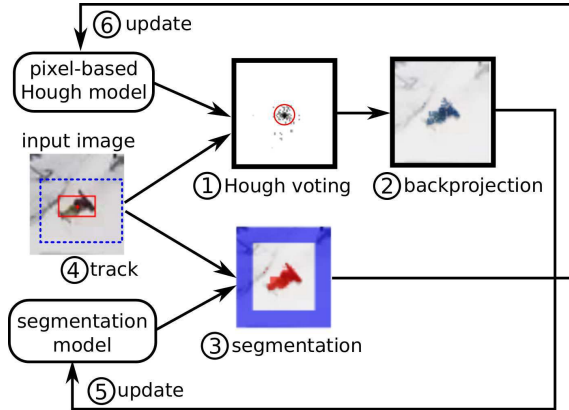 ⑥ update
pixel-based
Hough model
input image
① Hough voting
② backprojection
④ track
segmentation
model
③ segmentation
⑤ update